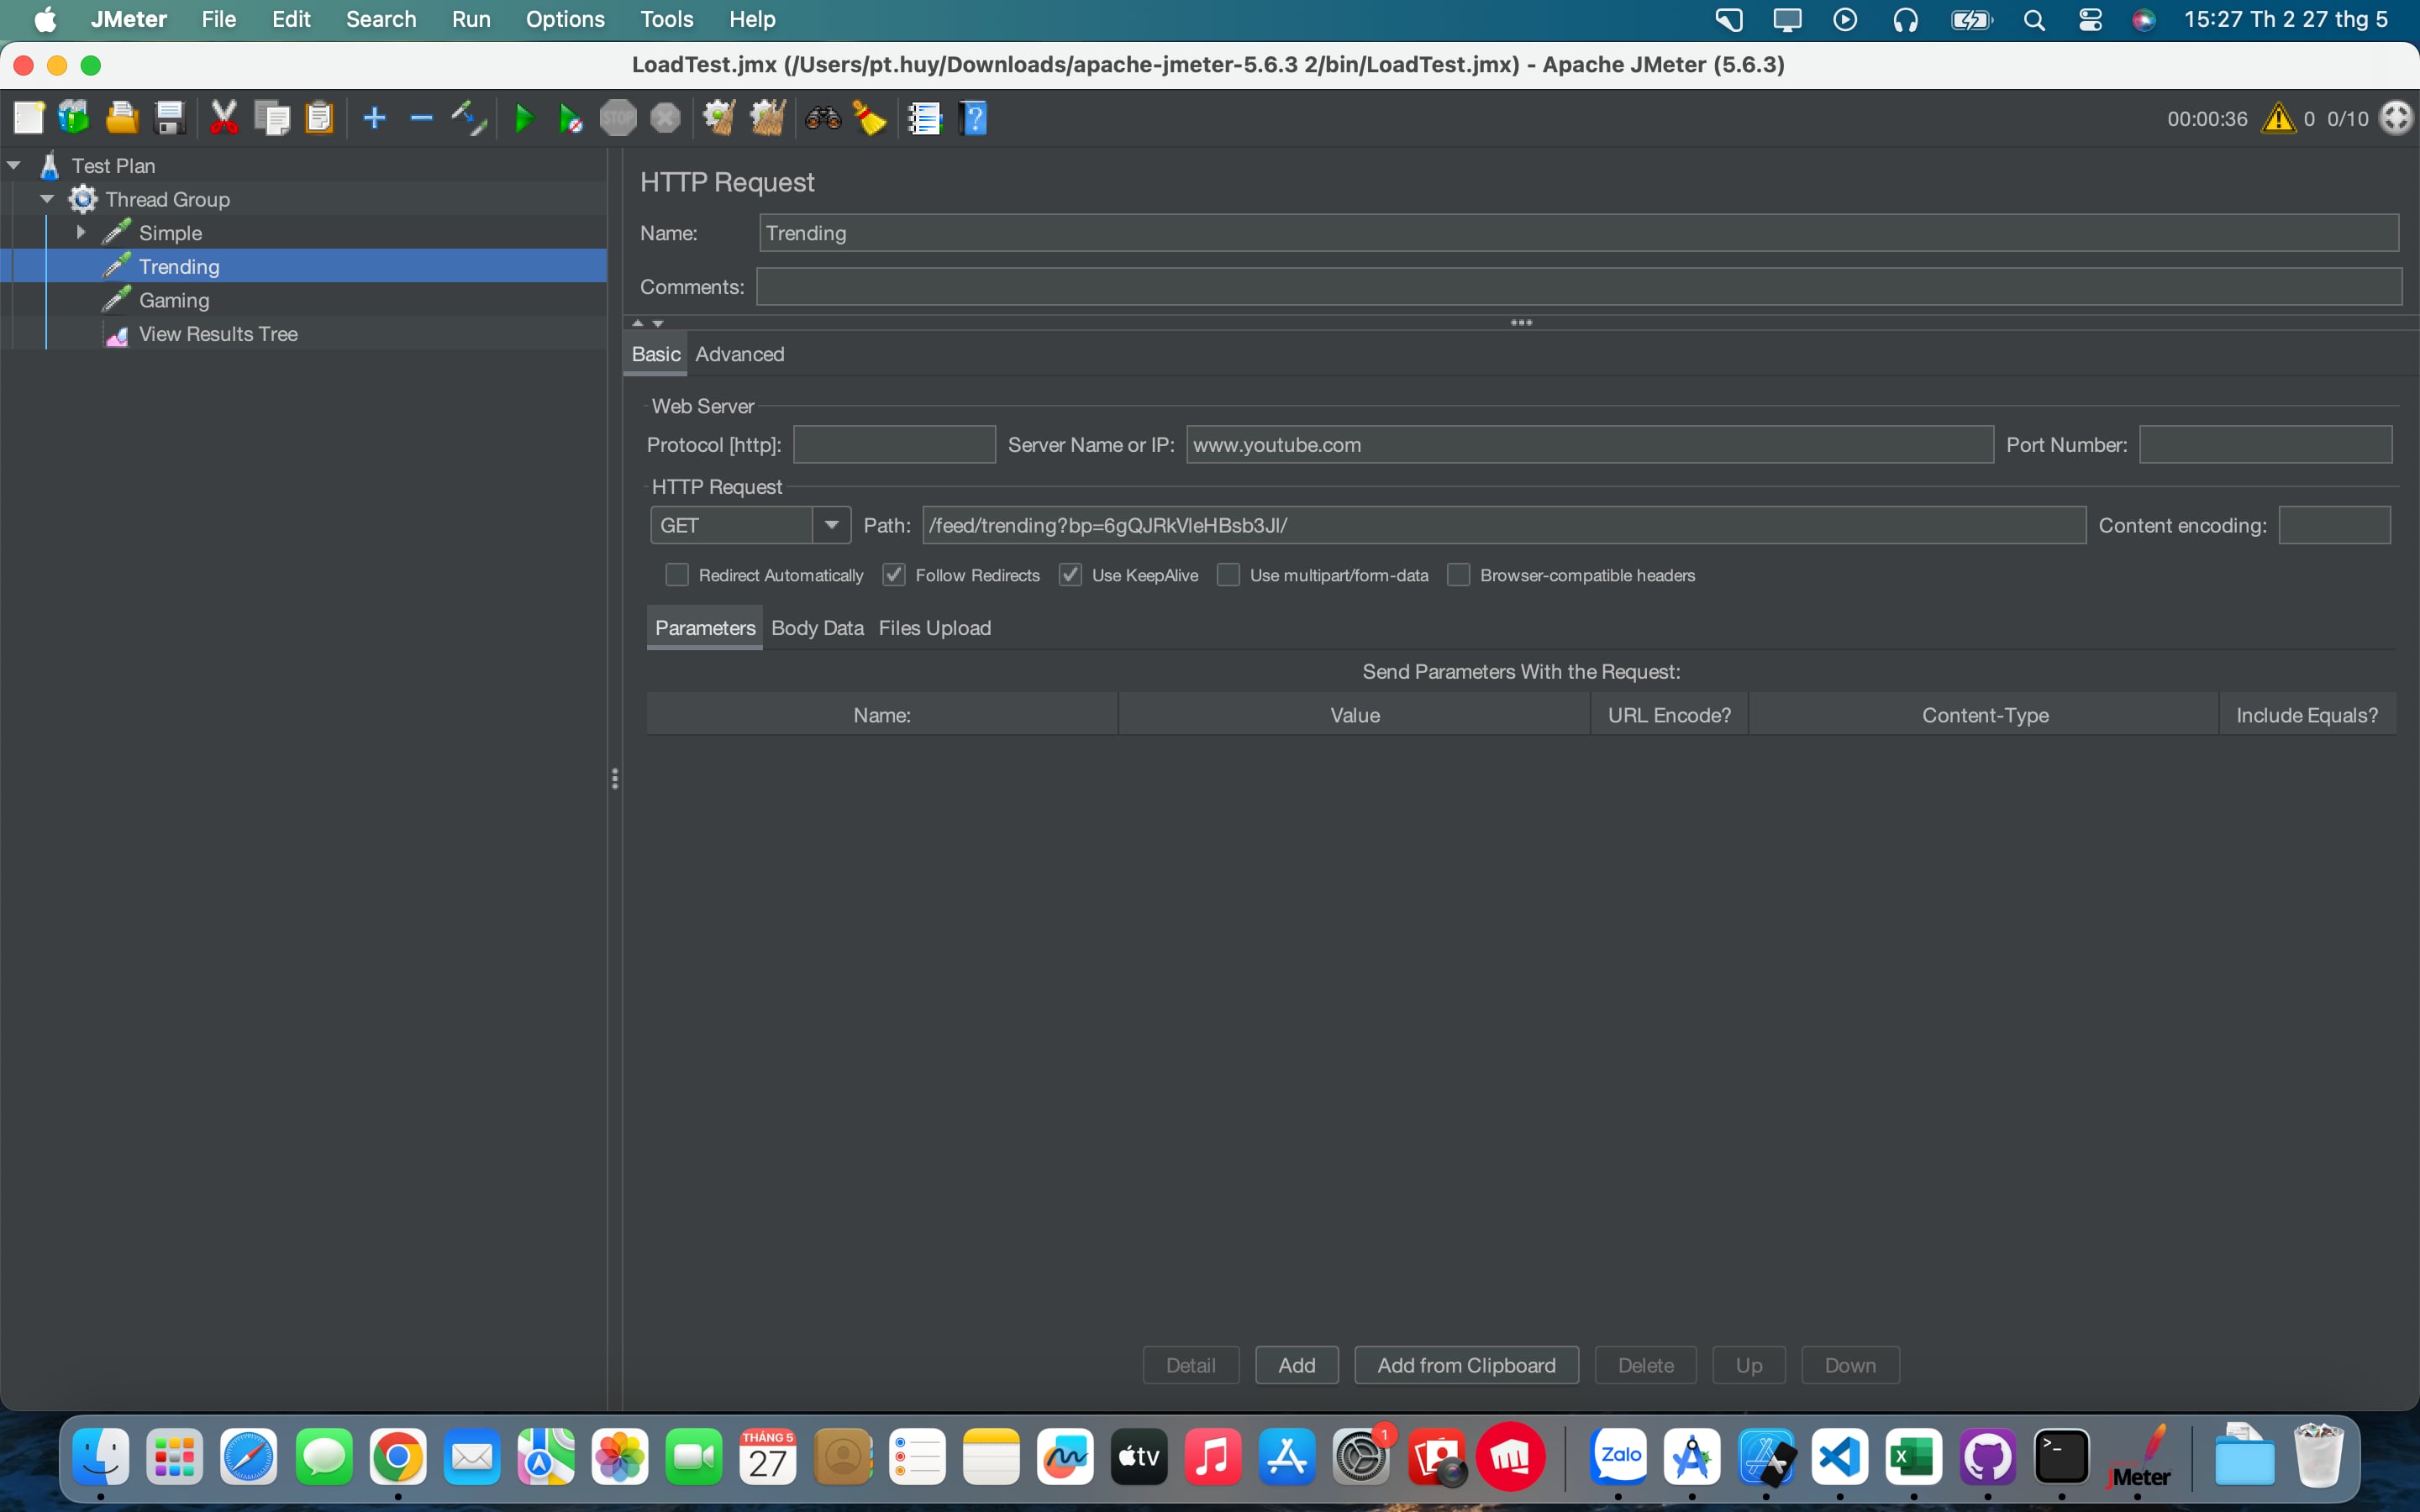 JMeter File Edit Search Run Options Tools Help 15:27 Th 2 27 thg 5
LoadTest.jmx (/Users/pt.huy/Downloads/apache-jmeter-5.6.3 2/bin/LoadTest.jmx) - Apache JMeter (5.6.3)
STOP ? 00:00:36 0 0/10
Test Plan
Thread Group
Simple
Trending
Gaming
View Results Tree
HTTP Request
Name: Trending
Comments:
Basic Advanced
Web Server
Protocol [http]: Server Name or IP: www.youtube.com Port Number:
HTTP Request
GET Path: /feed/trending?bp=6gQJRkVleHBsb3Jl/ Content encoding:
Redirect Automatically Follow Redirects Use KeepAlive Use multipart/form-data Browser-compatible headers
Parameters Body Data Files Upload
Send Parameters With the Request:
Name: Value URL Encode? Content-Type Include Equals?
Detail Add Add from Clipboard Delete Up Down
THÁNG 5
27
tv
1
Zalo
JMeter